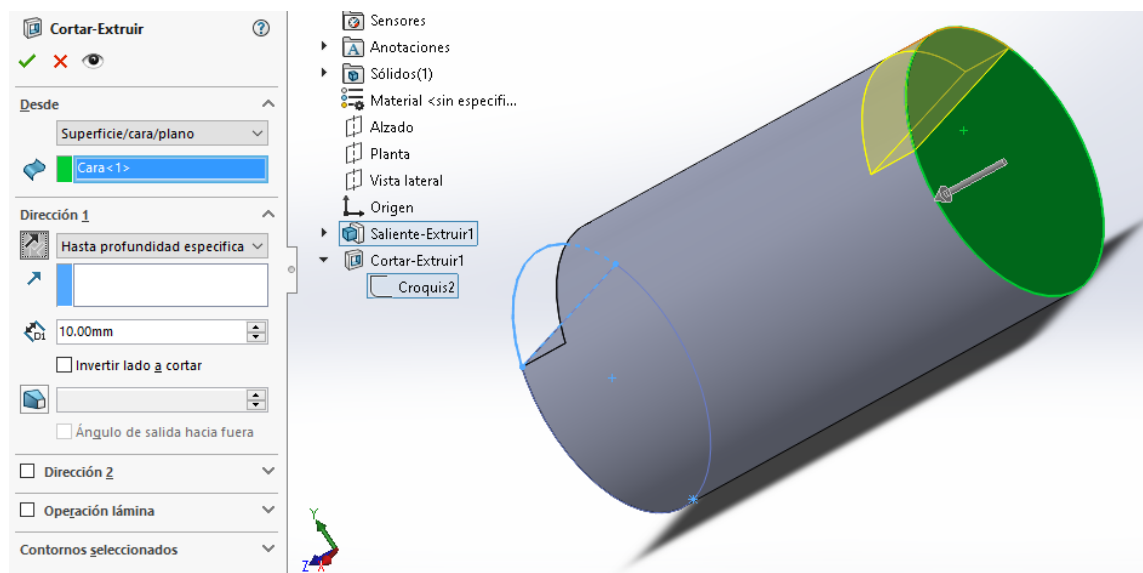 Cortar-Extruir
?
Desde
Superficie/cara/plano
Cara<1>
Dirección 1
Hasta profundidad especifica
D1
10.00mm
Invertir lado a cortar
Ángulo de salida hacia fuera
Dirección 2
Operación lámina
Contornos seleccionados
Sensores
A
Anotaciones
Sólidos(1)
Material <sin especifi...
Alzado
Planta
Vista lateral
Origen
Saliente-Extruir1
Cortar-Extruir1
Croquis2
Y
Z
X